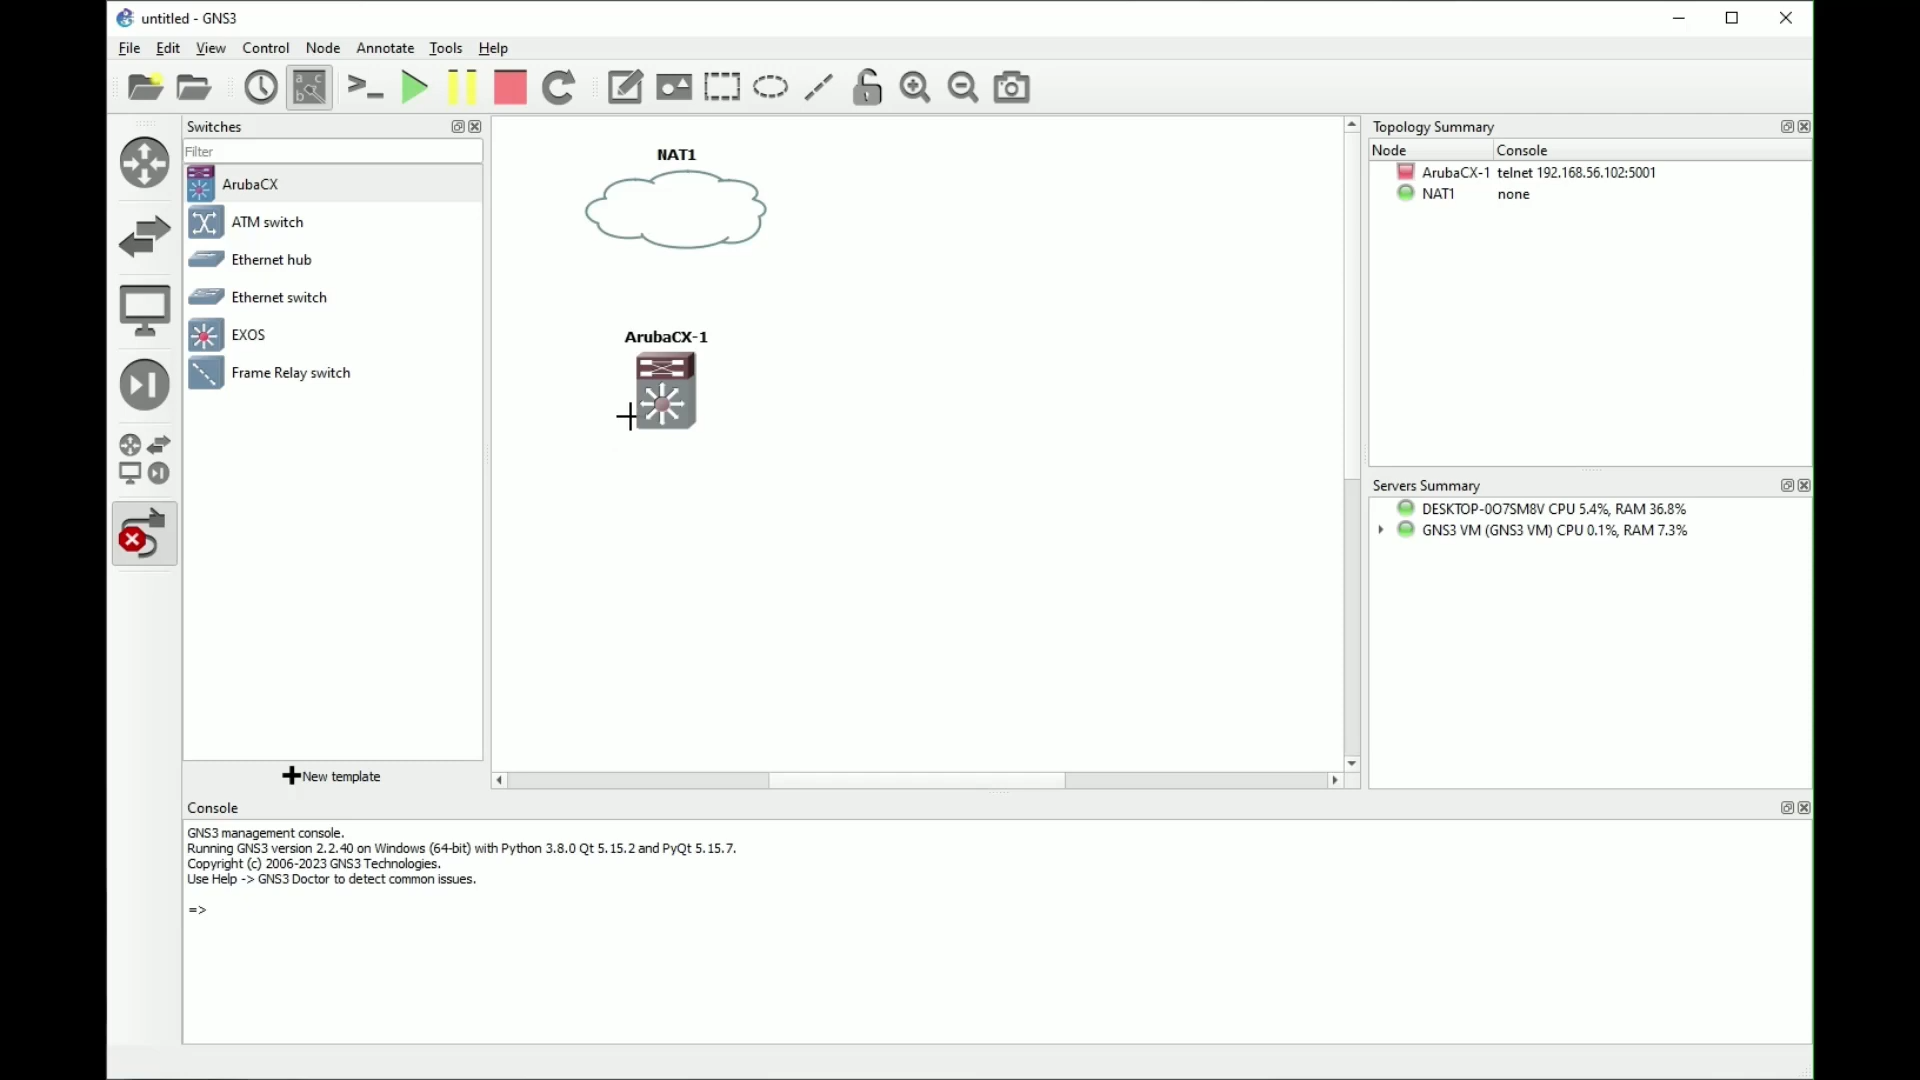 untitled - GNS3
File Edit View Control Node Annotate Tools Help
Switches
Filter
ArubaCX
ATM switch
Ethernet hub
Ethernet switch
EXOS
Frame Relay switch
New template
NAT1
ArubaCX-1
Topology Summary
Node Console
ArubaCX-1 telnet 192.168.56.102:5001
NAT1 none
Servers Summary
DESKTOP-0O7SM8V CPU 5.4%, RAM 36.8%
GNS3 VM (GNS3 VM) CPU 0.1%, RAM 7.3%
Console
GNS3 management console.
Running GNS3 version 2.2.40 on Windows (64-bit) with Python 3.8.0 Qt 5.15.2 and PyQt 5.15.7.
Copyright (c) 2006-2023 GNS3 Technologies.
Use Help -> GNS3 Doctor to detect common issues.
=>